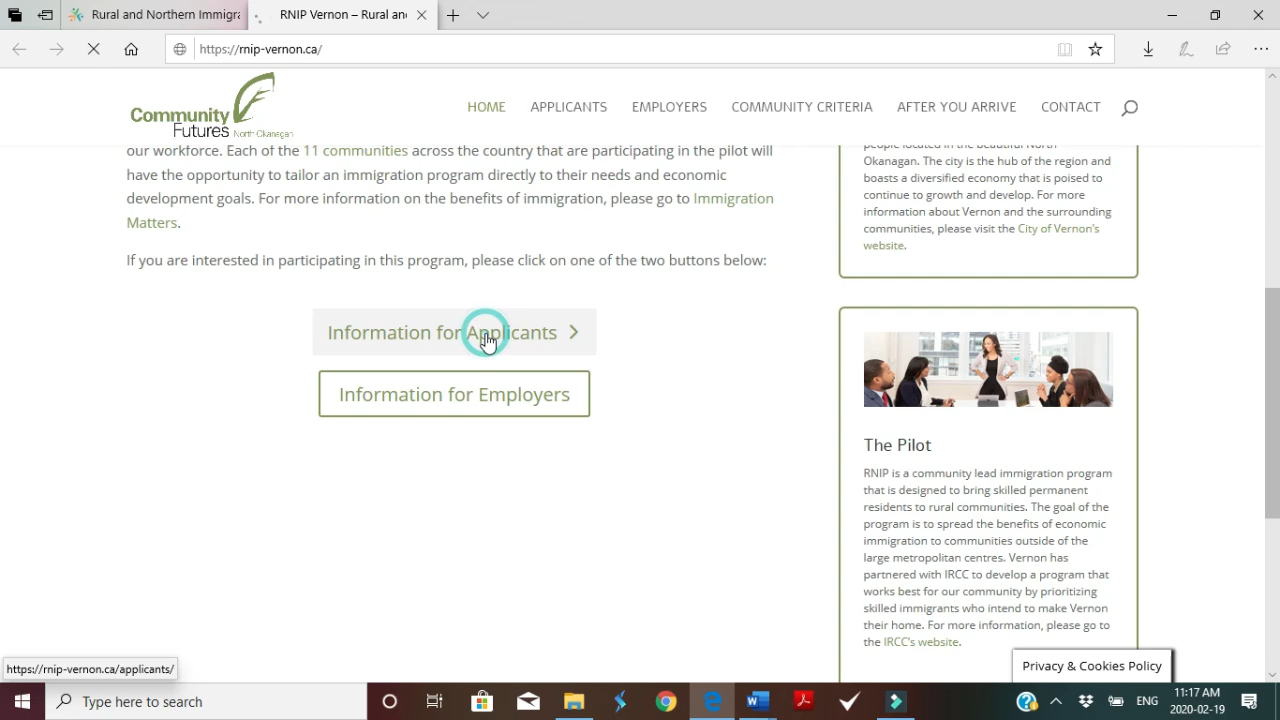 Rural and Northern Immigra
RNIP Vernon – Rural and
https://rnip-vernon.ca/
Community
Futures North Okanagan
HOME
APPLICANTS
EMPLOYERS
COMMUNITY CRITERIA
AFTER YOU ARRIVE
CONTACT
our workforce. Each of the 11 communities across the country that are participating in the pilot will
have the opportunity to tailor an immigration program directly to their needs and economic
development goals. For more information on the benefits of immigration, please go to Immigration
Matters.
If you are interested in participating in this program, please click on one of the two buttons below:
Information for Applicants
Information for Employers
people located in the beautiful North
Okanagan. The city is the hub of the region and
boasts a diversified economy that is poised to
continue to growth and develop. For more
information about Vernon and the surrounding
communities, please visit the City of Vernon's
website.
The Pilot
RNIP is a community lead immigration program
that is designed to bring skilled permanent
residents to rural communities. The goal of the
program is to spread the benefits of economic
immigration to communities outside of the
large metropolitan centres. Vernon has
partnered with IRCC to develop a program that
works best for our community by prioritizing
skilled immigrants who intend to make Vernon
their home. For more information, please go to
the IRCC's website.
Privacy & Cookies Policy
https://rnip-vernon.ca/applicants/
Type here to search
ENG
11:17 AM
2020-02-19